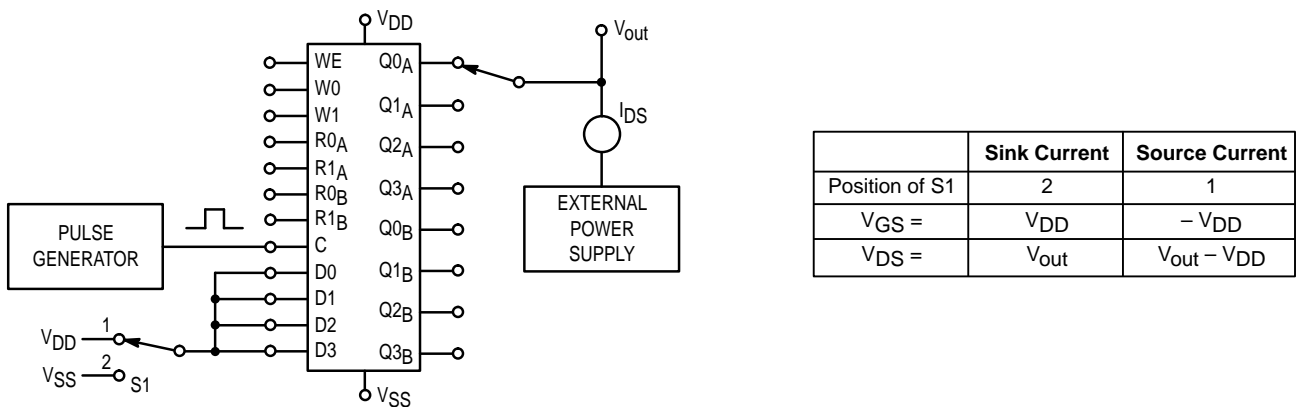 VDD
Vout
WE
W0
W1
R0A
R1A
R0B
R1B
C
D0
D1
D2
D3
Q0A
Q1A
Q2A
Q3A
Q0B
Q1B
Q2B
Q3B
IDS
EXTERNAL
POWER
SUPPLY
PULSE
GENERATOR
VDD 1
VSS 2 S1
VSS
Sink Current Source Current
Position of S1 2 1
VGS = VDD – VDD
VDS = Vout Vout – VDD